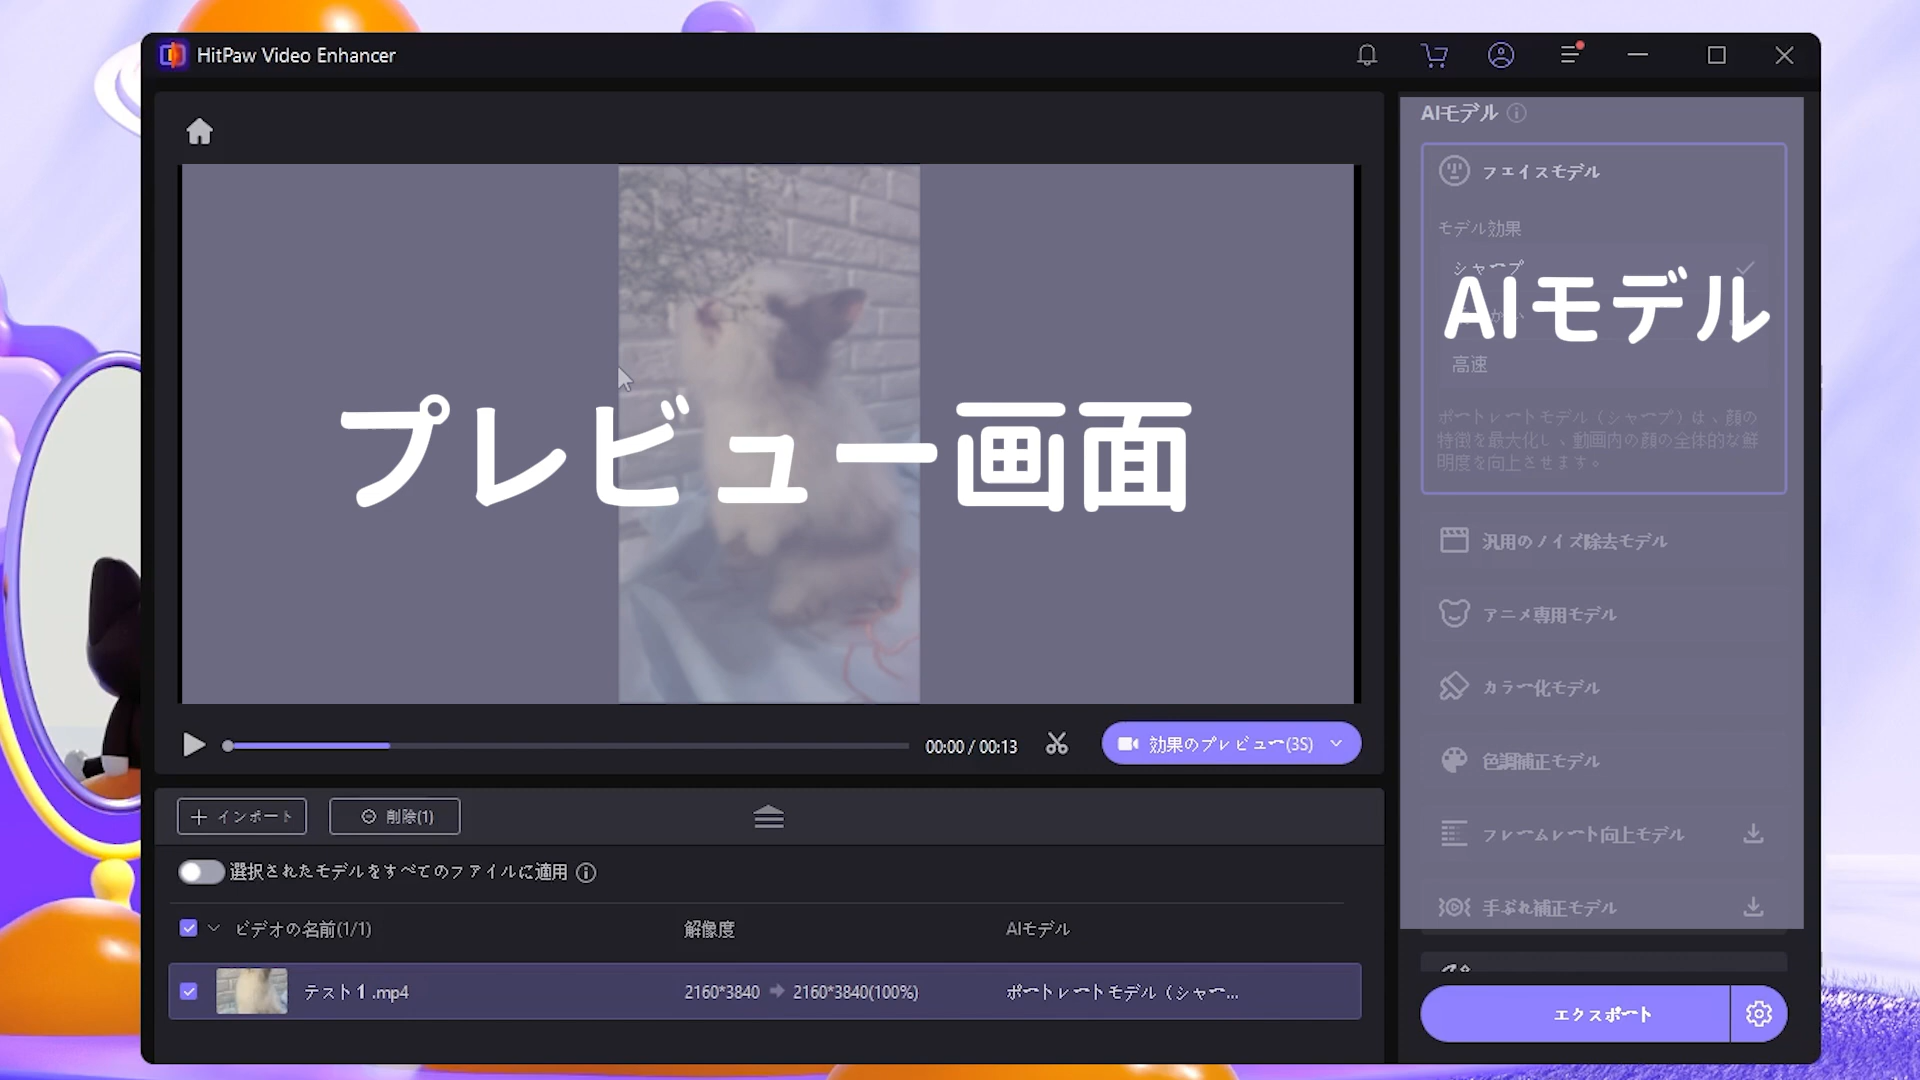 HitPaw Video Enhancer
AIモデル
フェイスモデル
モデル効果
シャープ
AIモデル
高速
ポートレートモデル（シャープ）は、顔の
特徴を最大化し、動画内の顔の全体的な鮮
明度を向上させます。
プレビュー画面
汎用のノイズ除去モデル
アニメ専用モデル
カラー化モデル
色調補正モデル
フレームレート向上モデル
手ぶれ補正モデル
00:00 / 00:13
効果のプレビュー(3S)
インポート
削除(1)
選択されたモデルをすべてのファイルに適用
ビデオの名前(1/1) 解像度 AIモデル
テスト１.mp4 2160*3840 2160*3840(100%) ポートレートモデル（シャー...
エクスポート